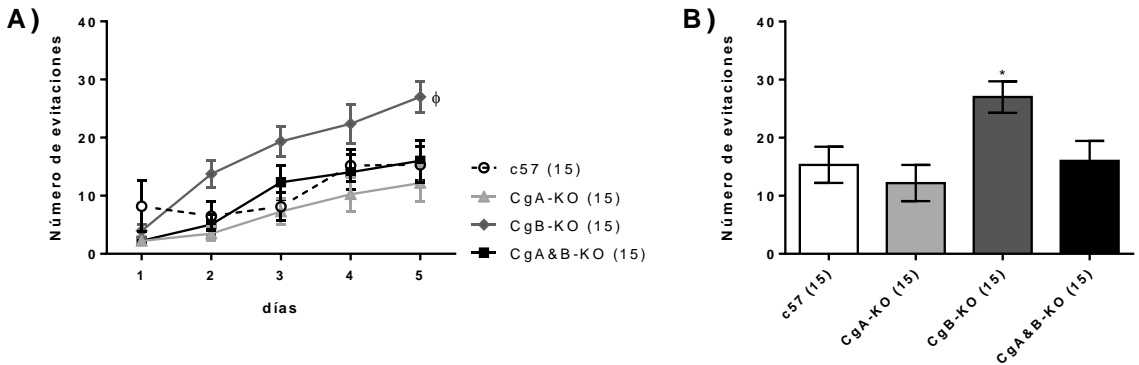 A)
40
30
20
10
0
Número de evitaciones
1 2 3 4 5
días
ϕ
c57 (15)
CgA-KO (15)
CgB-KO (15)
CgA&B-KO (15)
B)
40
30
20
10
0
Número de evitaciones
*
c57 (15)
CgA-KO (15)
CgB-KO (15)
CgA&B-KO (15)